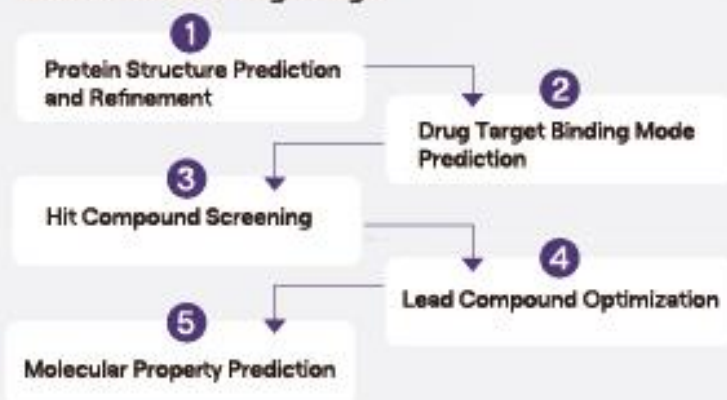 1
Protein Structure Prediction
and Refinement
2
Drug Target Binding Mode
Prediction
3
Hit Compound Screening
4
Lead Compound Optimization
5
Molecular Property Prediction